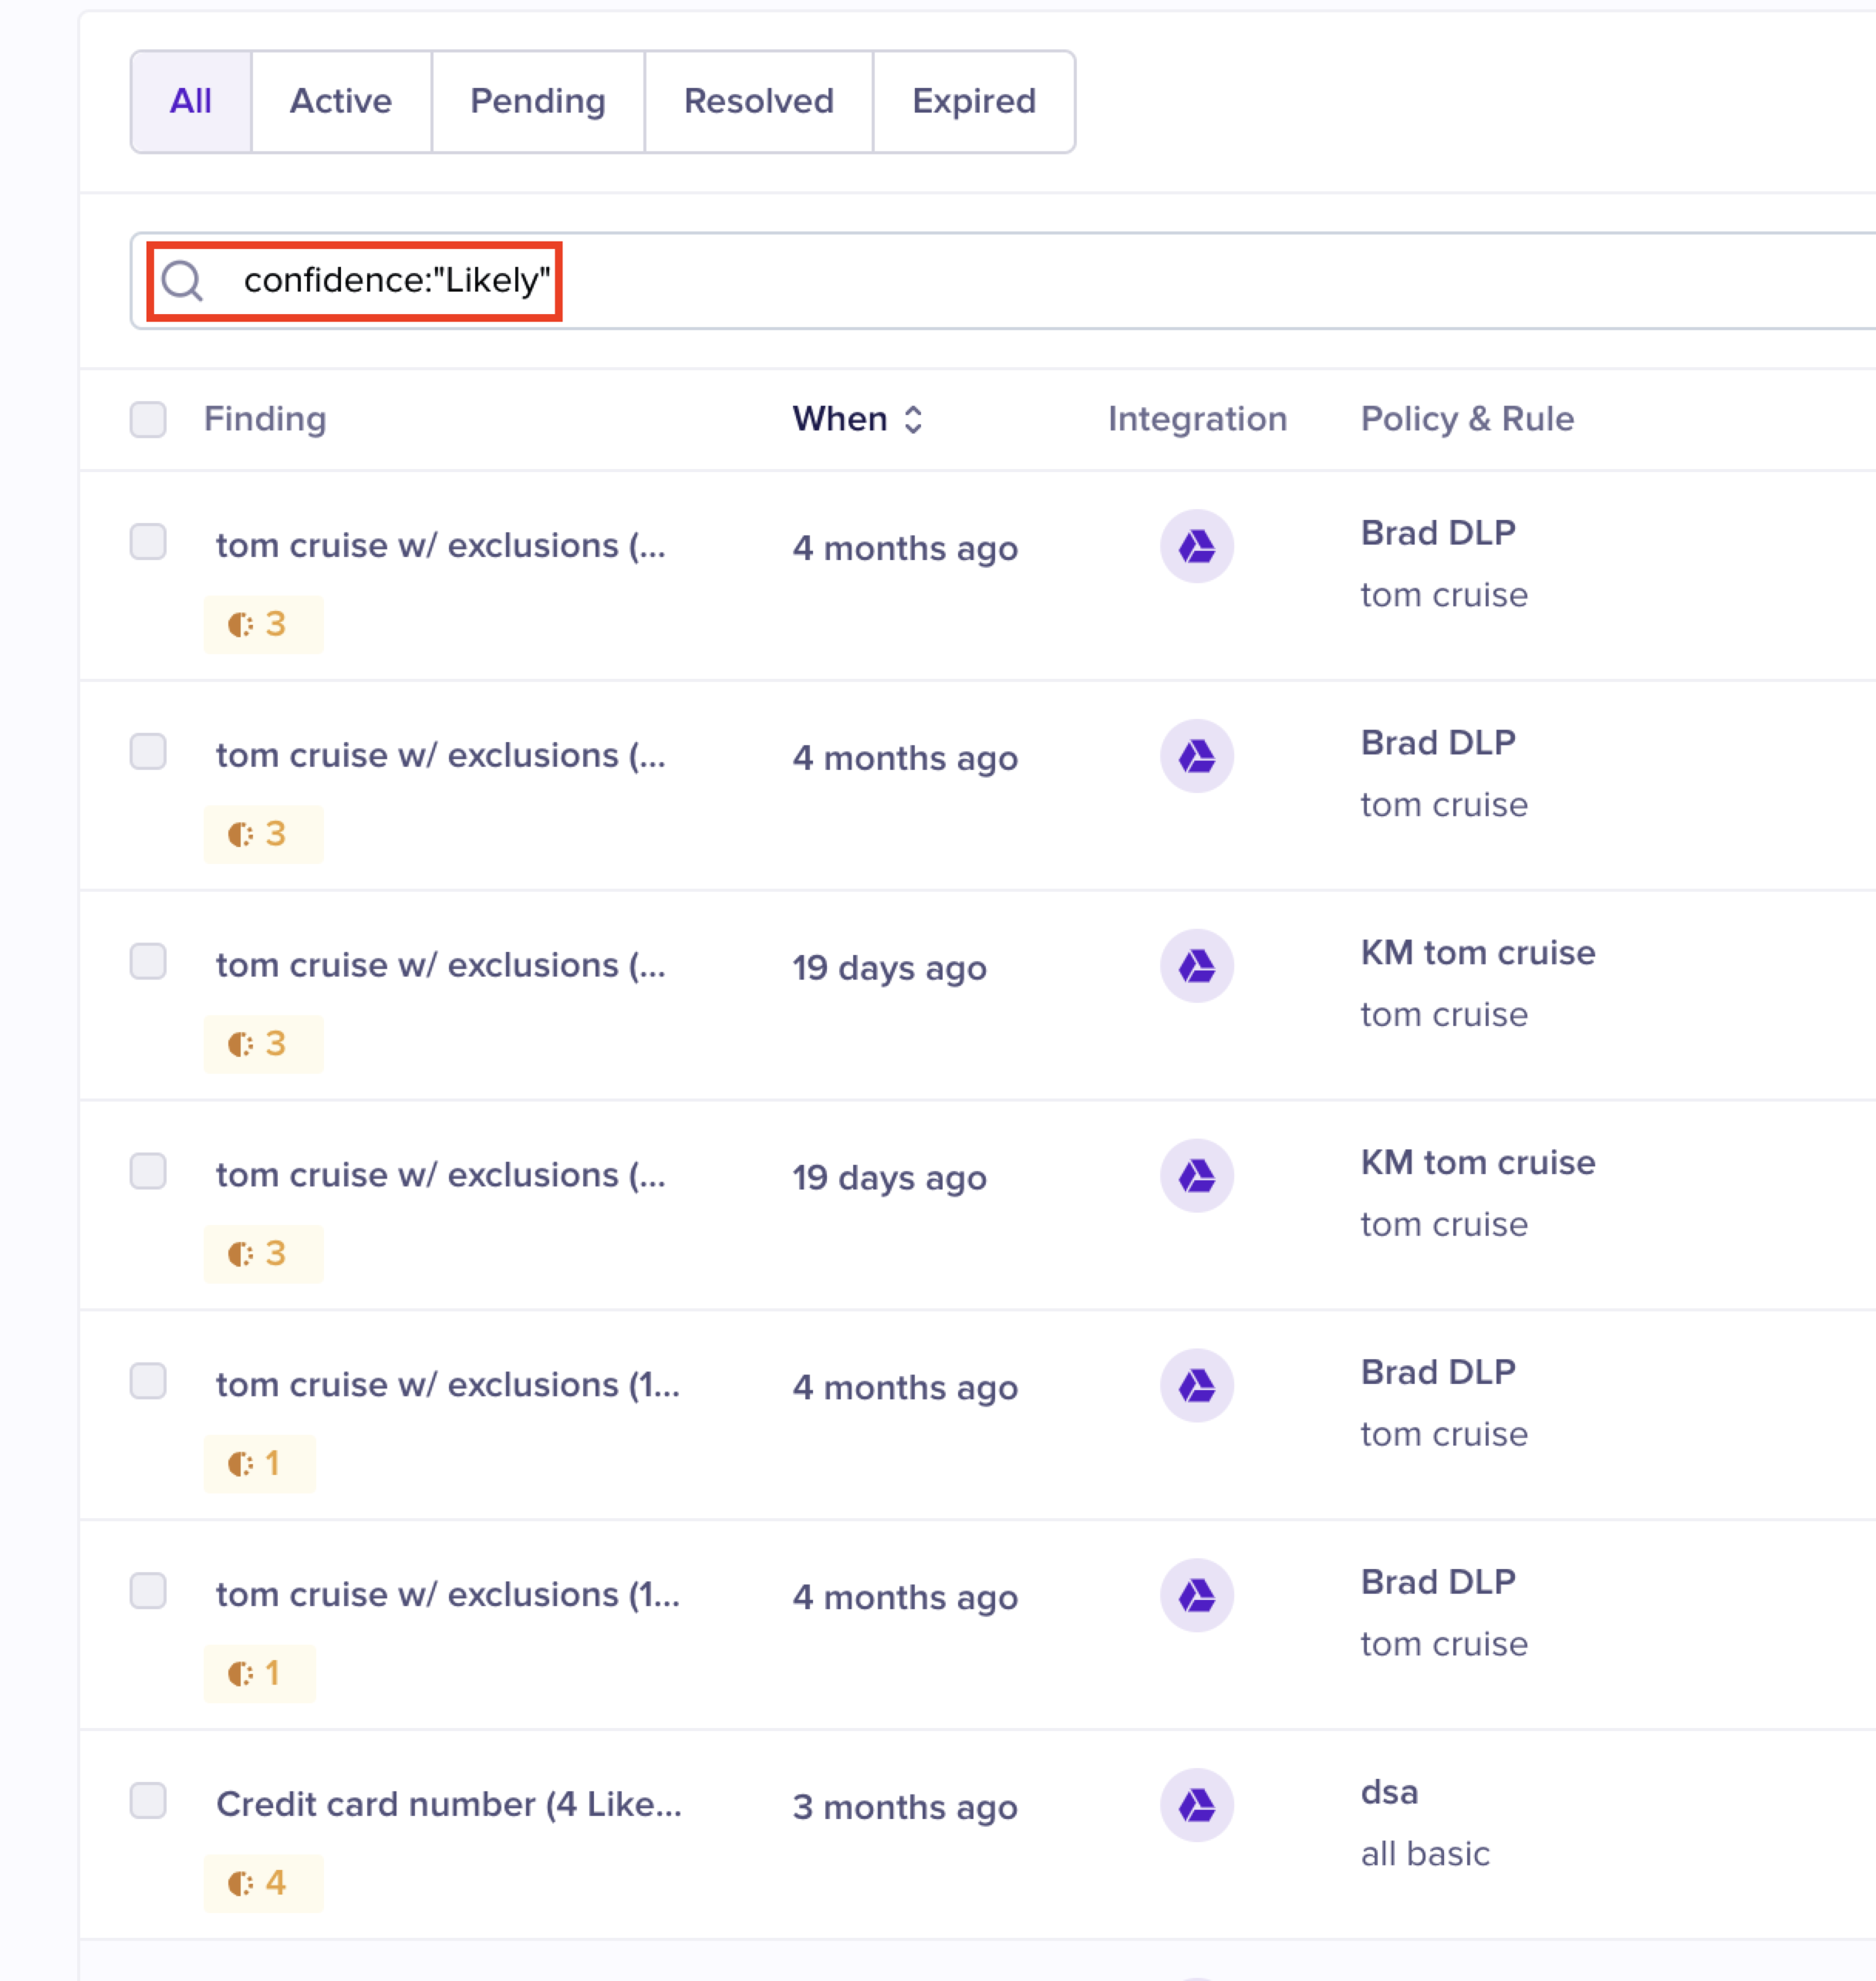 All Active Pending Resolved Expired
confidence:"Likely"
Finding When Integration Policy & Rule
tom cruise w/ exclusions (... 4 months ago Brad DLP
tom cruise
3
tom cruise w/ exclusions (... 4 months ago Brad DLP
tom cruise
3
tom cruise w/ exclusions (... 19 days ago KM tom cruise
tom cruise
3
tom cruise w/ exclusions (... 19 days ago KM tom cruise
tom cruise
3
tom cruise w/ exclusions (1... 4 months ago Brad DLP
tom cruise
1
tom cruise w/ exclusions (1... 4 months ago Brad DLP
tom cruise
1
Credit card number (4 Like... 3 months ago dsa
all basic
4